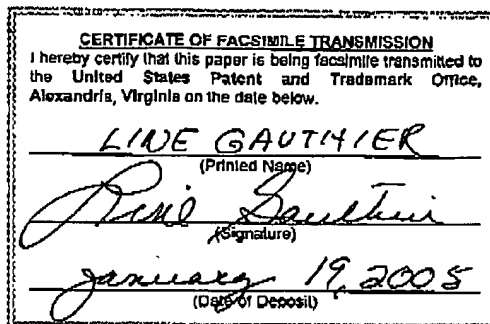 CERTIFICATE OF FACSIMILE TRANSMISSION
I hereby certify that this paper is being facsimile transmitted to
the United States Patent and Trademark Office,
Alexandria, Virginia on the date below.
LINE GAUTHIER
(Printed Name)
Line Gauthier
(Signature)
January 19, 2005
(Date of Deposit)